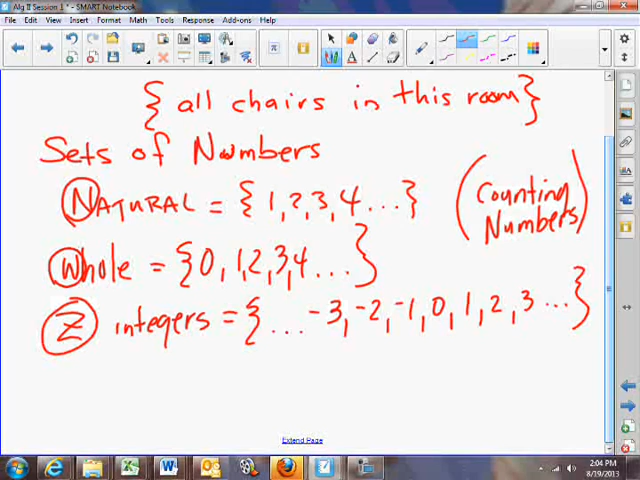 Alg II Session 1 * - SMART Notebook
File Edit View Insert Format Tools Response Add-ons Help
{all chairs in this room}
Sets of Numbers
NATURAL = {1, 2, 3, 4...} (Counting Numbers)
Whole = {0, 1, 2, 3, 4...}
Z integers = {... -3, -2, -1, 0, 1, 2, 3 ...}
Extend Page
2:04 PM
8/19/2013